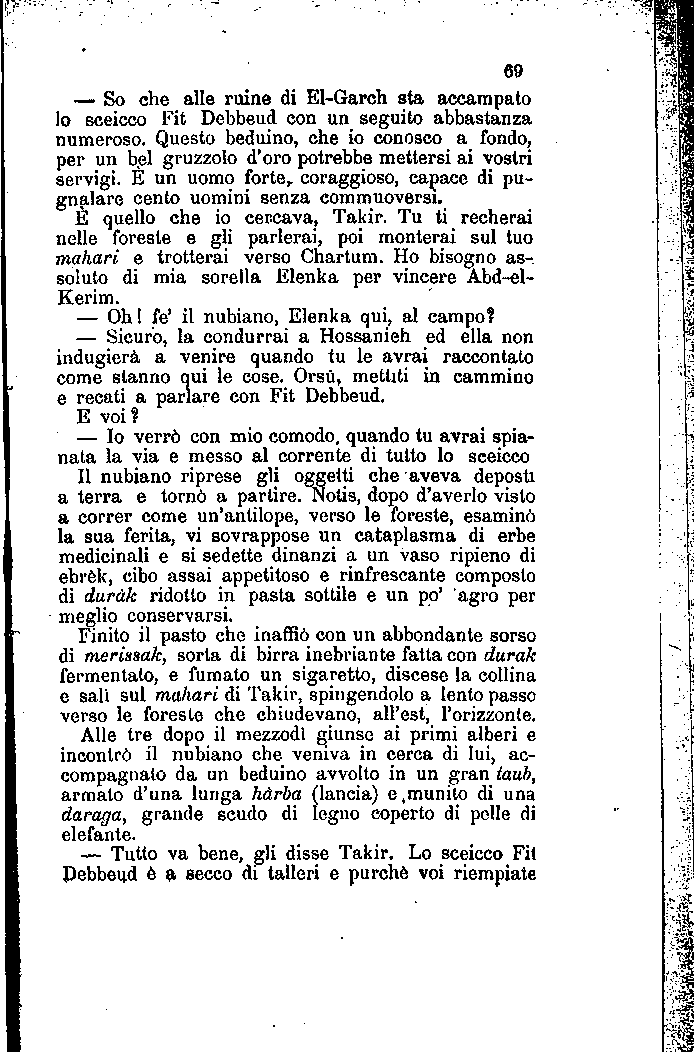 69
— So che alle ruine di El-Garch sta accampato
lo sceicco Fit Debbeud con un seguito abbastanza
numeroso. Questo beduino, che io conosco a fondo,
per un bel gruzzolo d'oro potrebbe mettersi ai vostri
servigi. È un uomo forte, coraggioso, capace di pu-
gnalare cento uomini senza commuoversi.
È quello che io cercava, Takir. Tu ti recherai
nelle foreste e gli parlerai, poi monterai sul tuo
mahari e trotterai verso Chartum. Ho bisogno as-
soluto di mia sorella Elenka per vincere Abd-el-
Kerim.
— Oh! fe' il nubiano, Elenka qui, al campo?
— Sicuro, la condurrai a Hossanieh ed ella non
indugierà a venire quando tu le avrai raccontato
come stanno qui le cose. Orsù, mettiti in cammino
e recati a parlare con Fit Debbeud.
E voi?
— Io verrò con mio comodo, quando tu avrai spia-
nata la via e messo al corrente di tutto lo sceicco
Il nubiano riprese gli oggetti che aveva deposti
a terra e tornò a partire. Notis, dopo d'averlo visto
a correr come un'antilope, verso le foreste, esaminò
la sua ferita, vi sovrappose un cataplasma di erbe
medicinali e si sedette dinanzi a un vaso ripieno di
ebrèk, cibo assai appetitoso e rinfrescante composto
di duràk ridotto in pasta sottile e un po' agro per
meglio conservarsi.
Finito il pasto che inaffiò con un abbondante sorso
di merissak, sorta di birra inebriante fatta con durak
fermentato, e fumato un sigaretto, discese la collina
e salì sul mahari di Takir, spingendolo a lento passo
verso le foreste che chiudevano, all'est, l'orizzonte.
Alle tre dopo il mezzodì giunse ai primi alberi e
incontrò il nubiano che veniva in cerca di lui, ac-
compagnato da un beduino avvolto in un gran taub,
armato d'una lunga hàrba (lancia) e munito di una
daraga, grande scudo di legno coperto di pelle di
elefante.
— Tutto va bene, gli disse Takir. Lo sceicco Fit
Debbeud è a secco di talleri e purchè voi riempiate